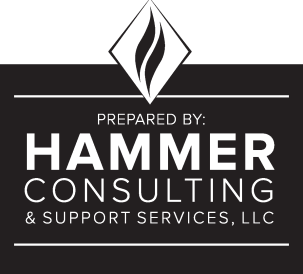 PREPARED BY:
HAMMER
CONSULTING
& SUPPORT SERVICES, LLC